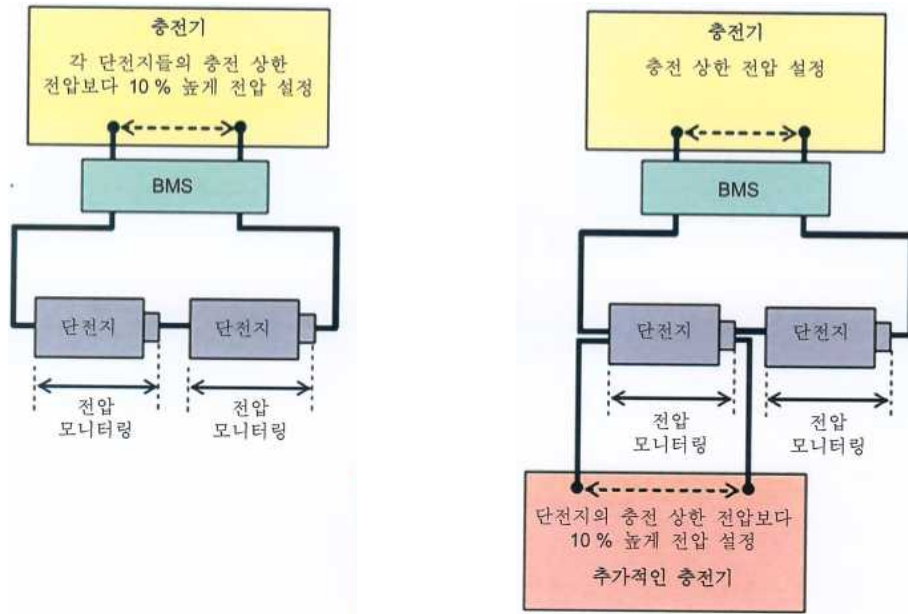 충전기
각 단전지들의 충전 상한
전압보다 10 % 높게 전압 설정
BMS
단전지
단전지
전압
모니터링
전압
모니터링
충전기
충전 상한 전압 설정
BMS
단전지
단전지
전압
모니터링
전압
모니터링
단전지의 충전 상한 전압보다
10 % 높게 전압 설정
추가적인 충전기